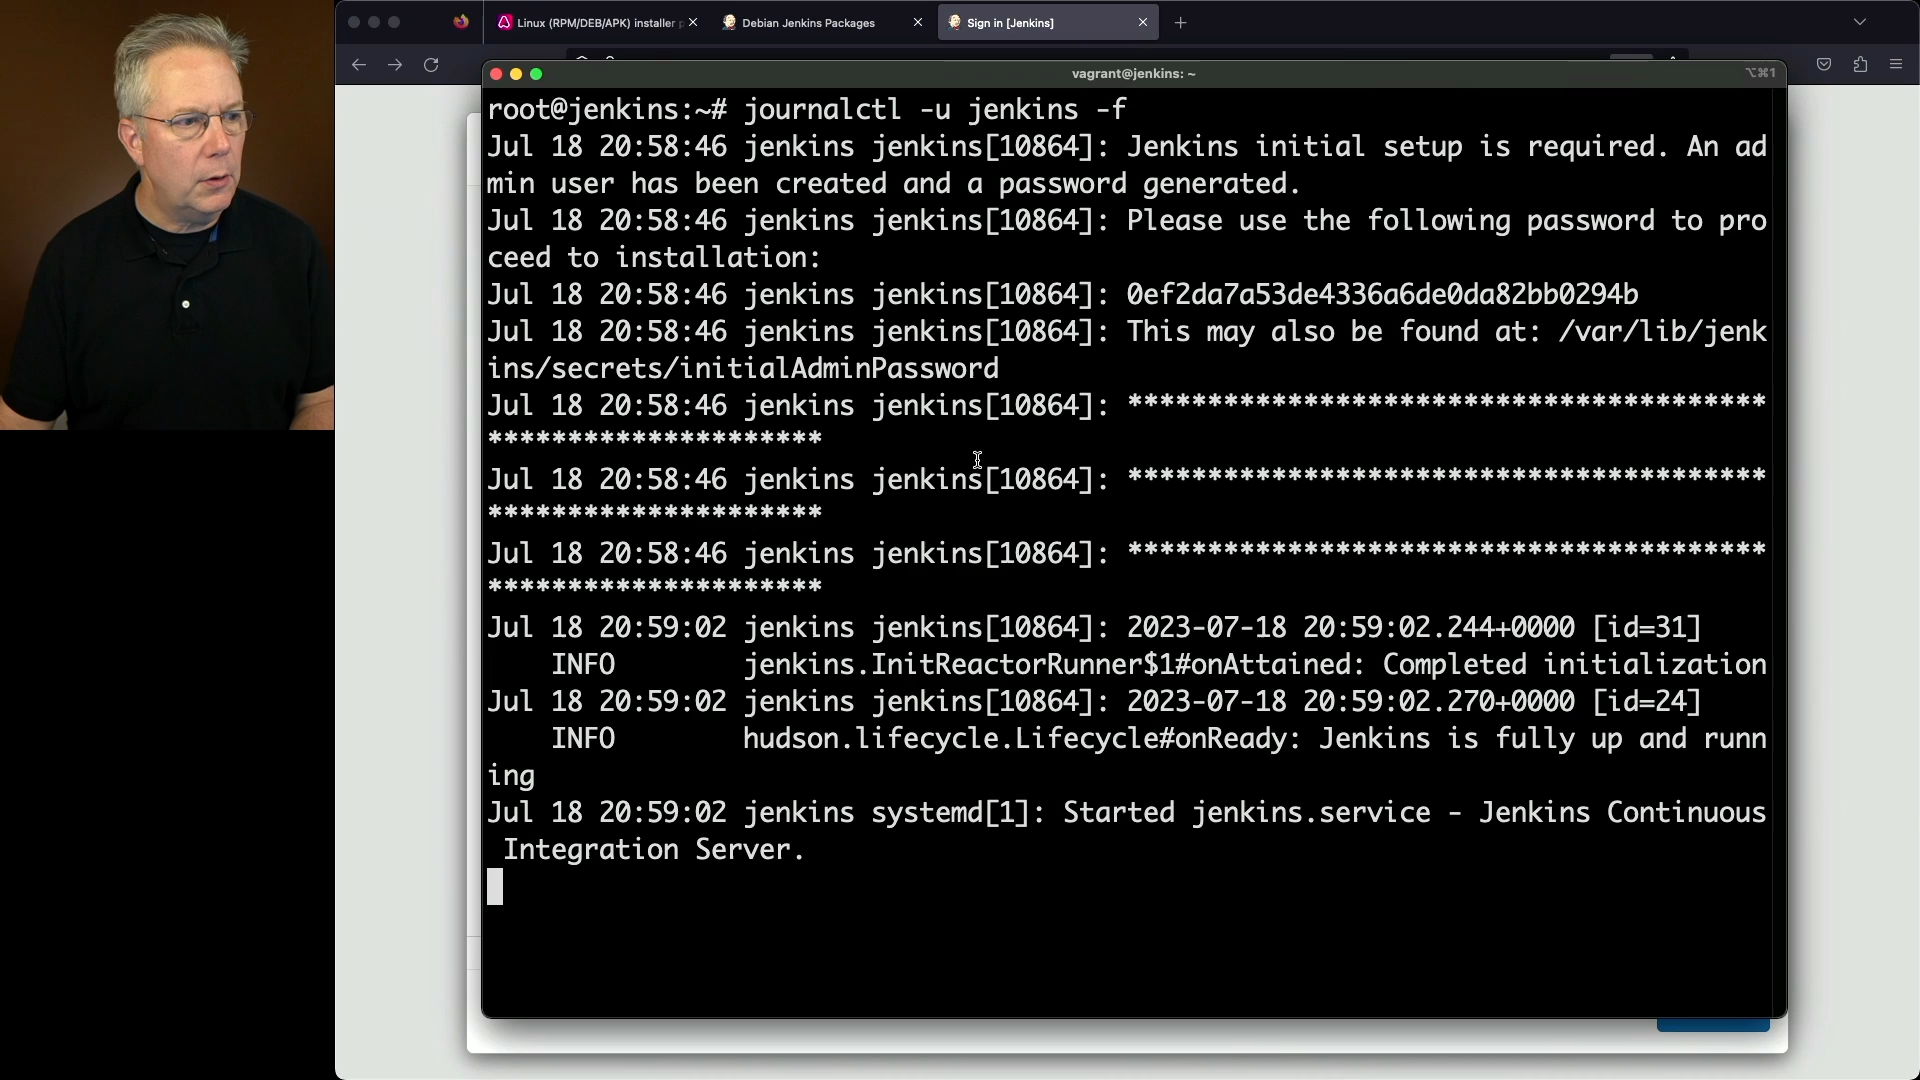 Linux (RPM/DEB/APK) installer p
Debian Jenkins Packages
Sign in [Jenkins]
vagrant@jenkins: ~
⌥⌘1
root@jenkins:~# journalctl -u jenkins -f
Jul 18 20:58:46 jenkins jenkins[10864]: Jenkins initial setup is required. An ad
min user has been created and a password generated.
Jul 18 20:58:46 jenkins jenkins[10864]: Please use the following password to pro
ceed to installation:
Jul 18 20:58:46 jenkins jenkins[10864]: 0ef2da7a53de4336a6de0da82bb0294b
Jul 18 20:58:46 jenkins jenkins[10864]: This may also be found at: /var/lib/jenk
ins/secrets/initialAdminPassword
Jul 18 20:58:46 jenkins jenkins[10864]: ****************************************
*********************
Jul 18 20:58:46 jenkins jenkins[10864]: ****************************************
*********************
Jul 18 20:58:46 jenkins jenkins[10864]: ****************************************
*********************
Jul 18 20:59:02 jenkins jenkins[10864]: 2023-07-18 20:59:02.244+0000 [id=31]
INFO        jenkins.InitReactorRunner$1#onAttained: Completed initialization
Jul 18 20:59:02 jenkins jenkins[10864]: 2023-07-18 20:59:02.270+0000 [id=24]
INFO        hudson.lifecycle.Lifecycle#onReady: Jenkins is fully up and runn
ing
Jul 18 20:59:02 jenkins systemd[1]: Started jenkins.service - Jenkins Continuous
Integration Server.